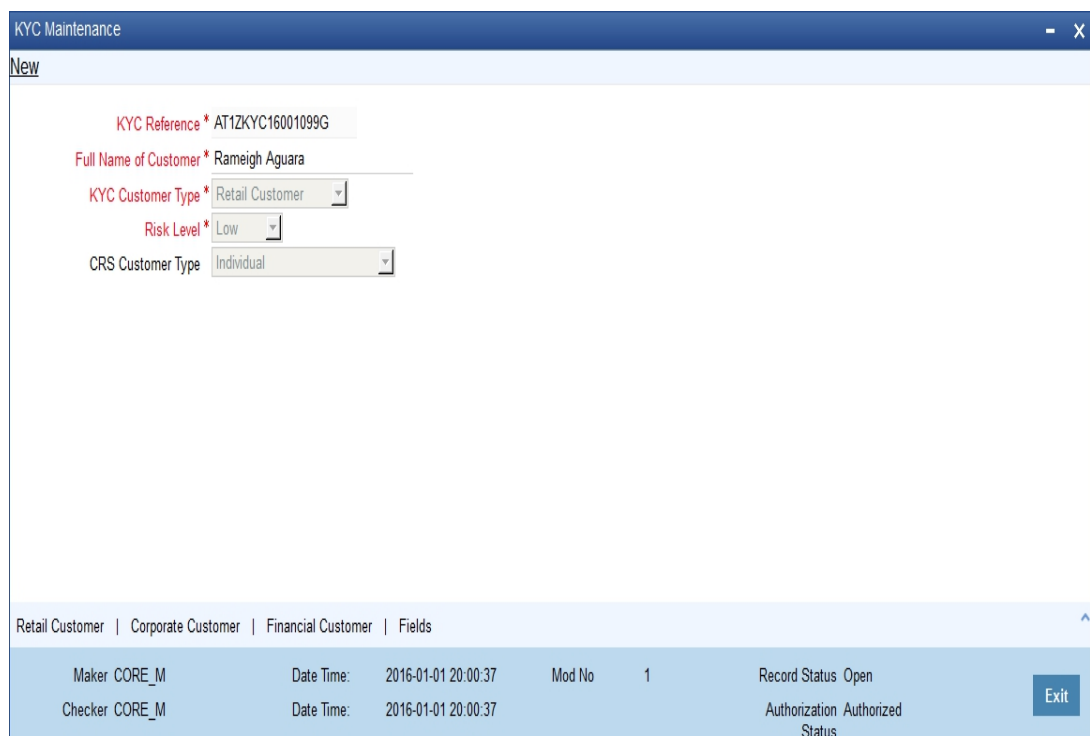 KYC Maintenance - X
New
KYC Reference * AT1ZKYC16001099G
Full Name of Customer * Rameigh Aguara
KYC Customer Type * Retail Customer
Risk Level * Low
CRS Customer Type Individual
Retail Customer | Corporate Customer | Financial Customer | Fields
Maker CORE_M Date Time: 2016-01-01 20:00:37 Mod No 1 Record Status Open
Exit
Checker CORE_M Date Time: 2016-01-01 20:00:37 Authorization Authorized
Status